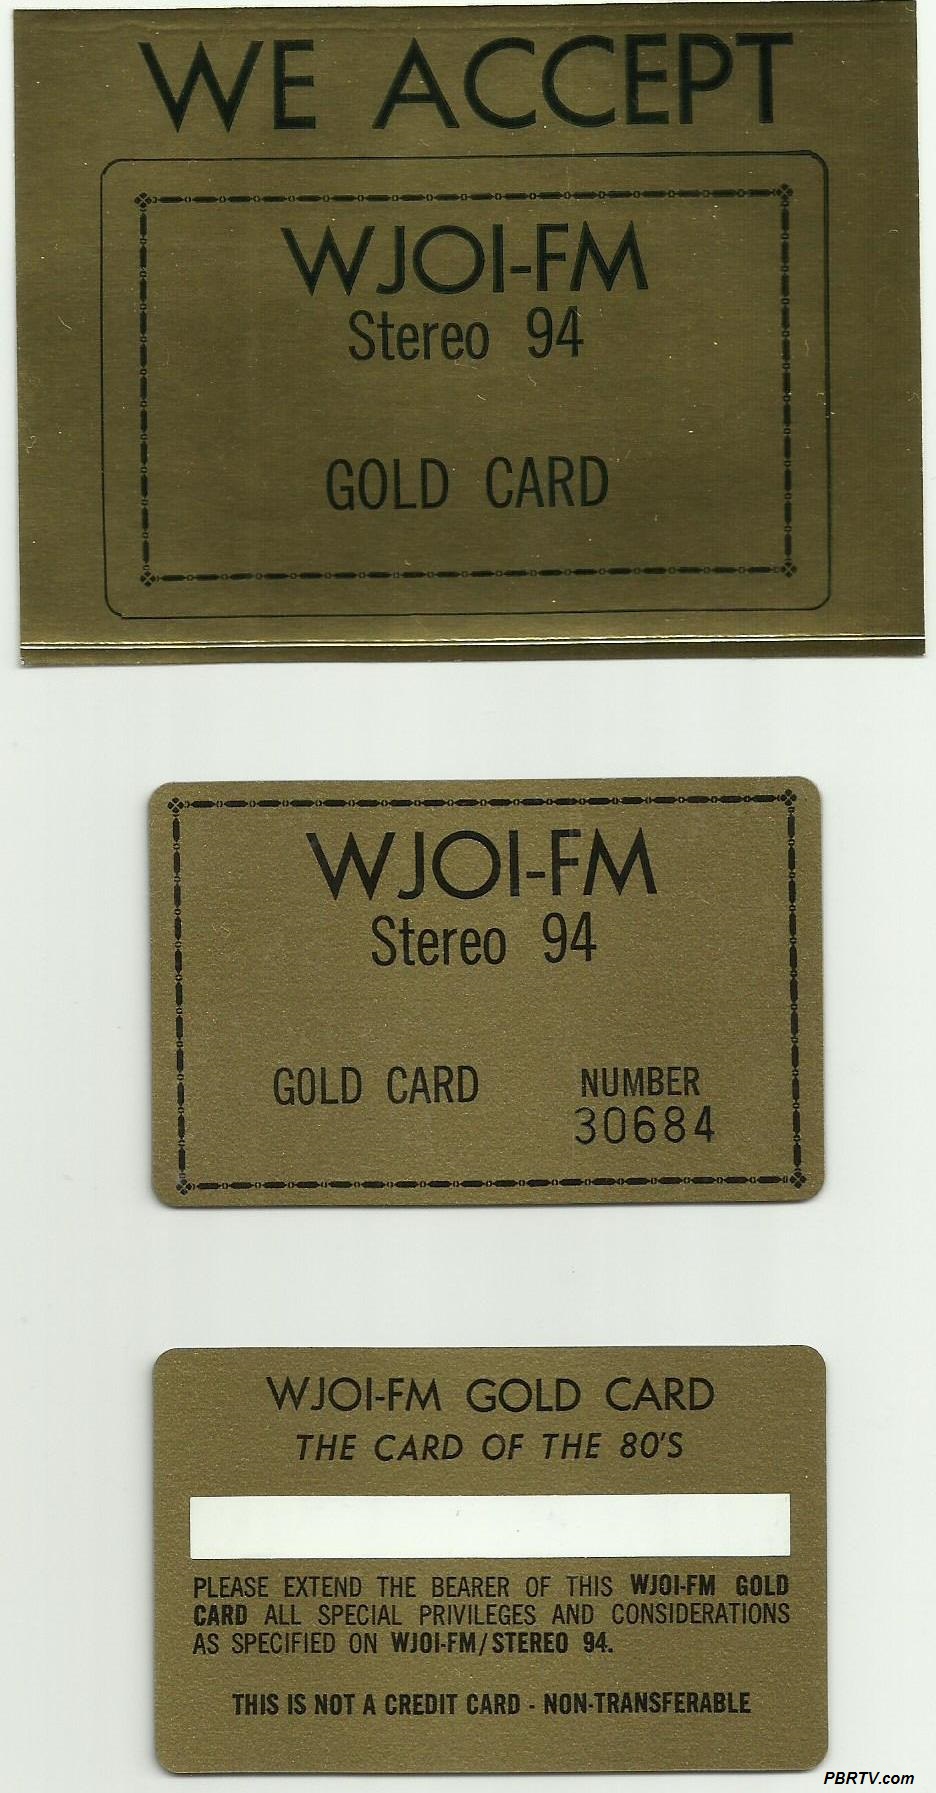 WE ACCEPT
WJOI-FM
Stereo 94
GOLD CARD
WJOI-FM
Stereo 94
GOLD CARD
NUMBER
30684
WJOI-FM GOLD CARD
THE CARD OF THE 80'S
PLEASE EXTEND THE BEARER OF THIS WJOI-FM GOLD
CARD ALL SPECIAL PRIVILEGES AND CONSIDERATIONS
AS SPECIFIED ON WJOI-FM/STEREO 94.
THIS IS NOT A CREDIT CARD - NON-TRANSFERABLE
PBRTV.com